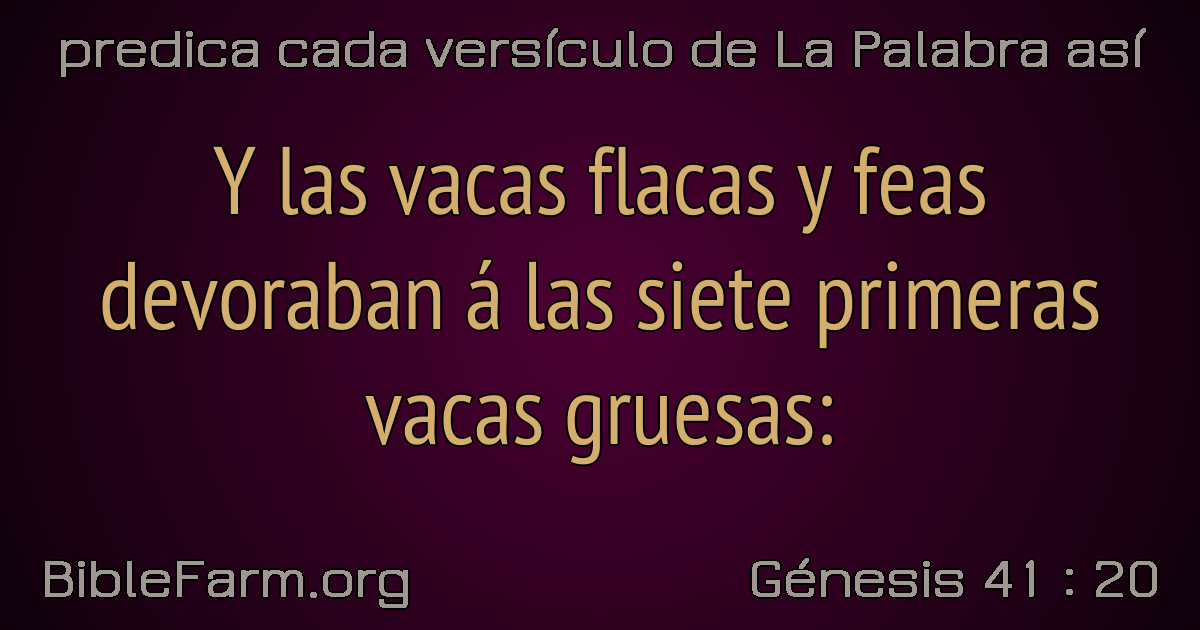 predica cada versículo de La Palabra así
Y las vacas flacas y feas
devoraban á las siete primeras
vacas gruesas:
BibleFarm.org
Génesis 41 : 20